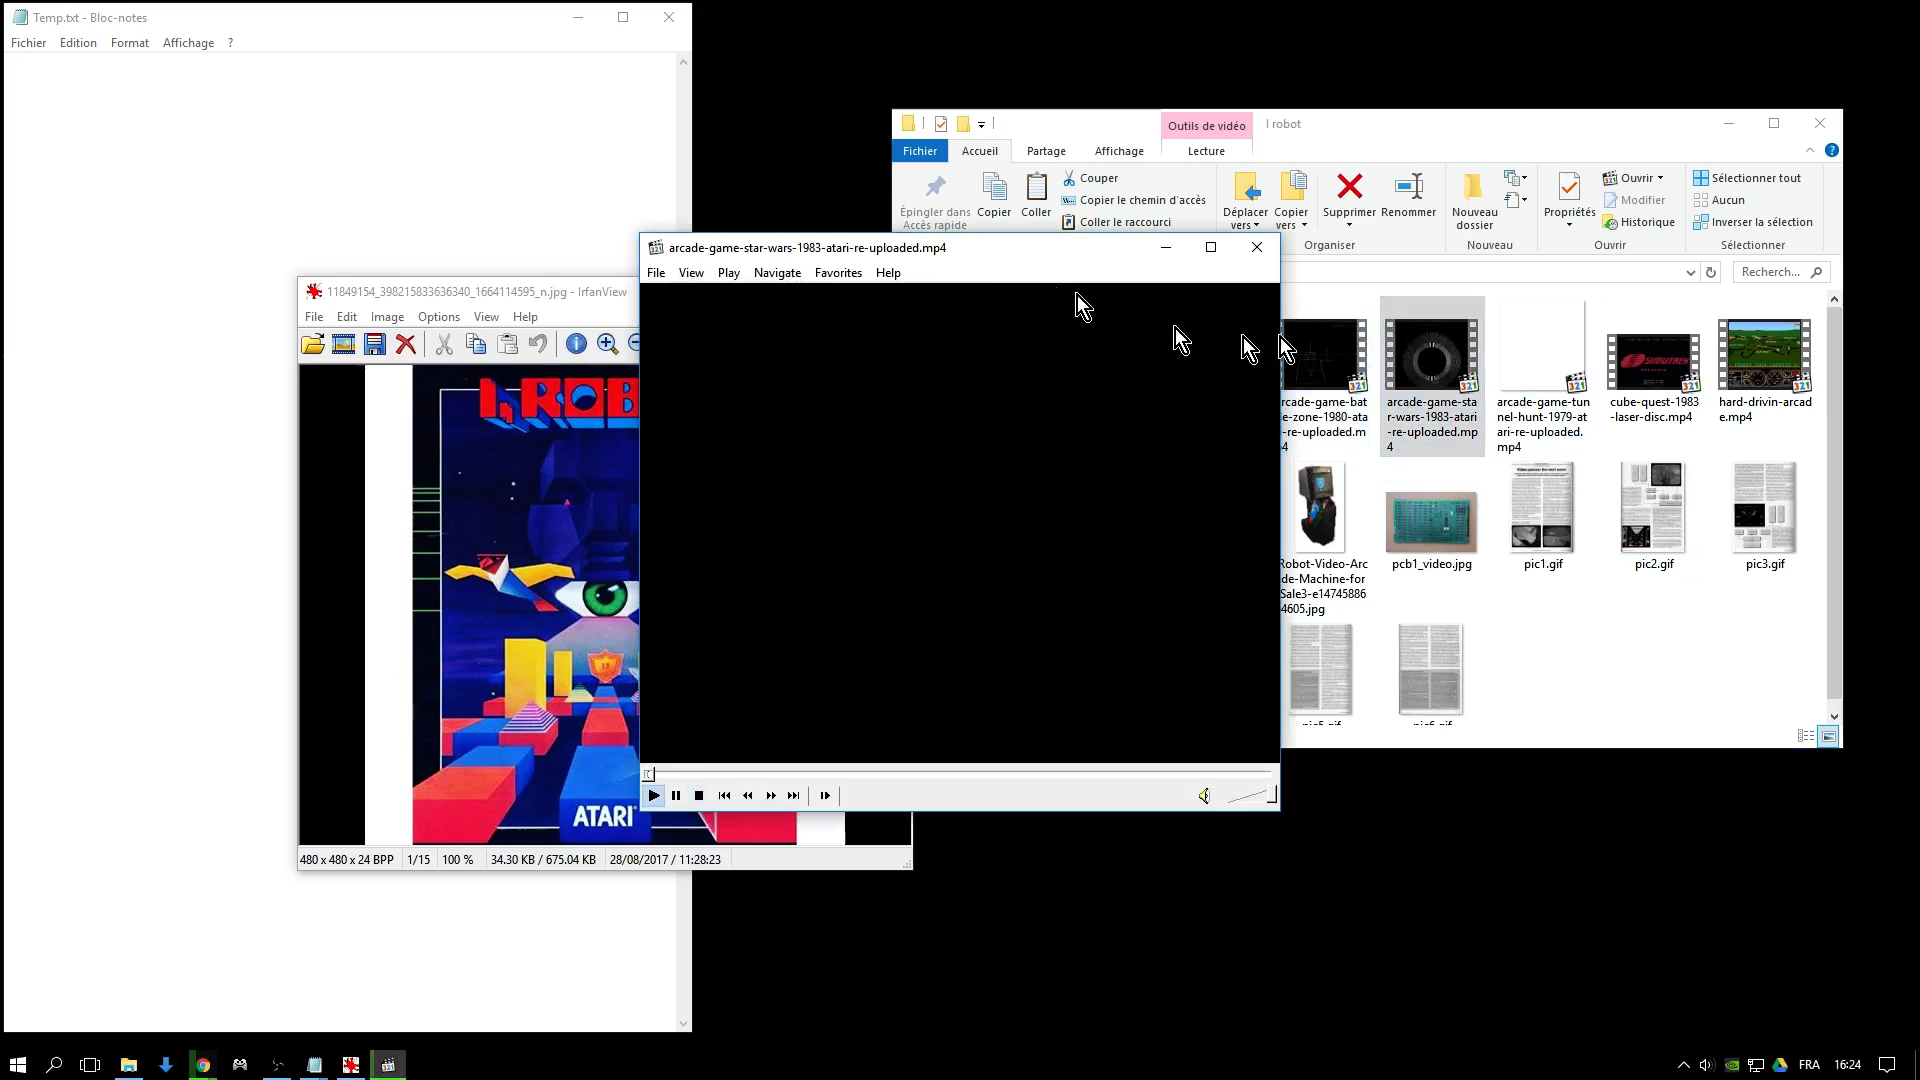 Temp.txt - Bloc-notes
Fichier Edition Format Affichage ?
Outils de vidéo I robot
Fichier Accueil Partage Affichage Lecture
Épingler dans
Accès rapide
Copier
Coller
Couper
Copier le chemin d'accès
Coller le raccourci
Déplacer
vers
Copier
vers
Supprimer
Renommer
Nouveau
dossier
Propriétés
Ouvrir
Modifier
Historique
Sélectionner tout
Aucun
Inverser la sélection
Organiser Nouveau Ouvrir Sélectionner
Recherch...
arcade-game-star-wars-1983-atari-re-uploaded.mp4
File View Play Navigate Favorites Help
11849154_398215833636340_1664114595_n.jpg - IrfanView
File Edit Image Options View Help
I, ROB
ATARI
480 x 480 x 24 BPP 1/15 100 % 34.30 KB / 675.04 KB 28/08/2017 / 11:28:23
rcade-game-bat
e-zone-1980-ata
-re-uploaded.m
4
arcade-game-sta
r-wars-1983-atari
-re-uploaded.mp
4
arcade-game-tun
nel-hunt-1979-at
ari-re-uploaded.
mp4
SIMUTREK
cube-quest-1983
-laser-disc.mp4
hard-drivin-arcad
e.mp4
Robot-Video-Arc
de-Machine-for
Sale3-e14745886
4605.jpg
pcb1_video.jpg
pic1.gif
pic2.gif
pic3.gif
pic5.gif
pic6.gif
FRA 16:24